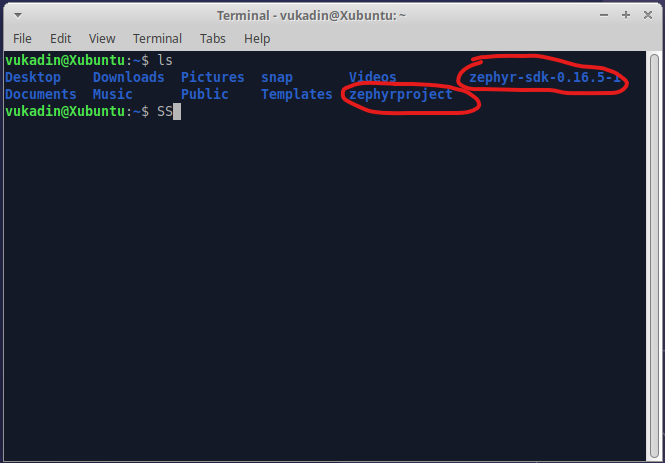 Terminal - vukadin@Xubuntu: ~
File Edit View Terminal Tabs Help
vukadin@Xubuntu:~$ ls
Desktop Downloads Pictures snap Videos zephyr-sdk-0.16.5-1
Documents Music Public Templates zephyrproject
vukadin@Xubuntu:~$ SS